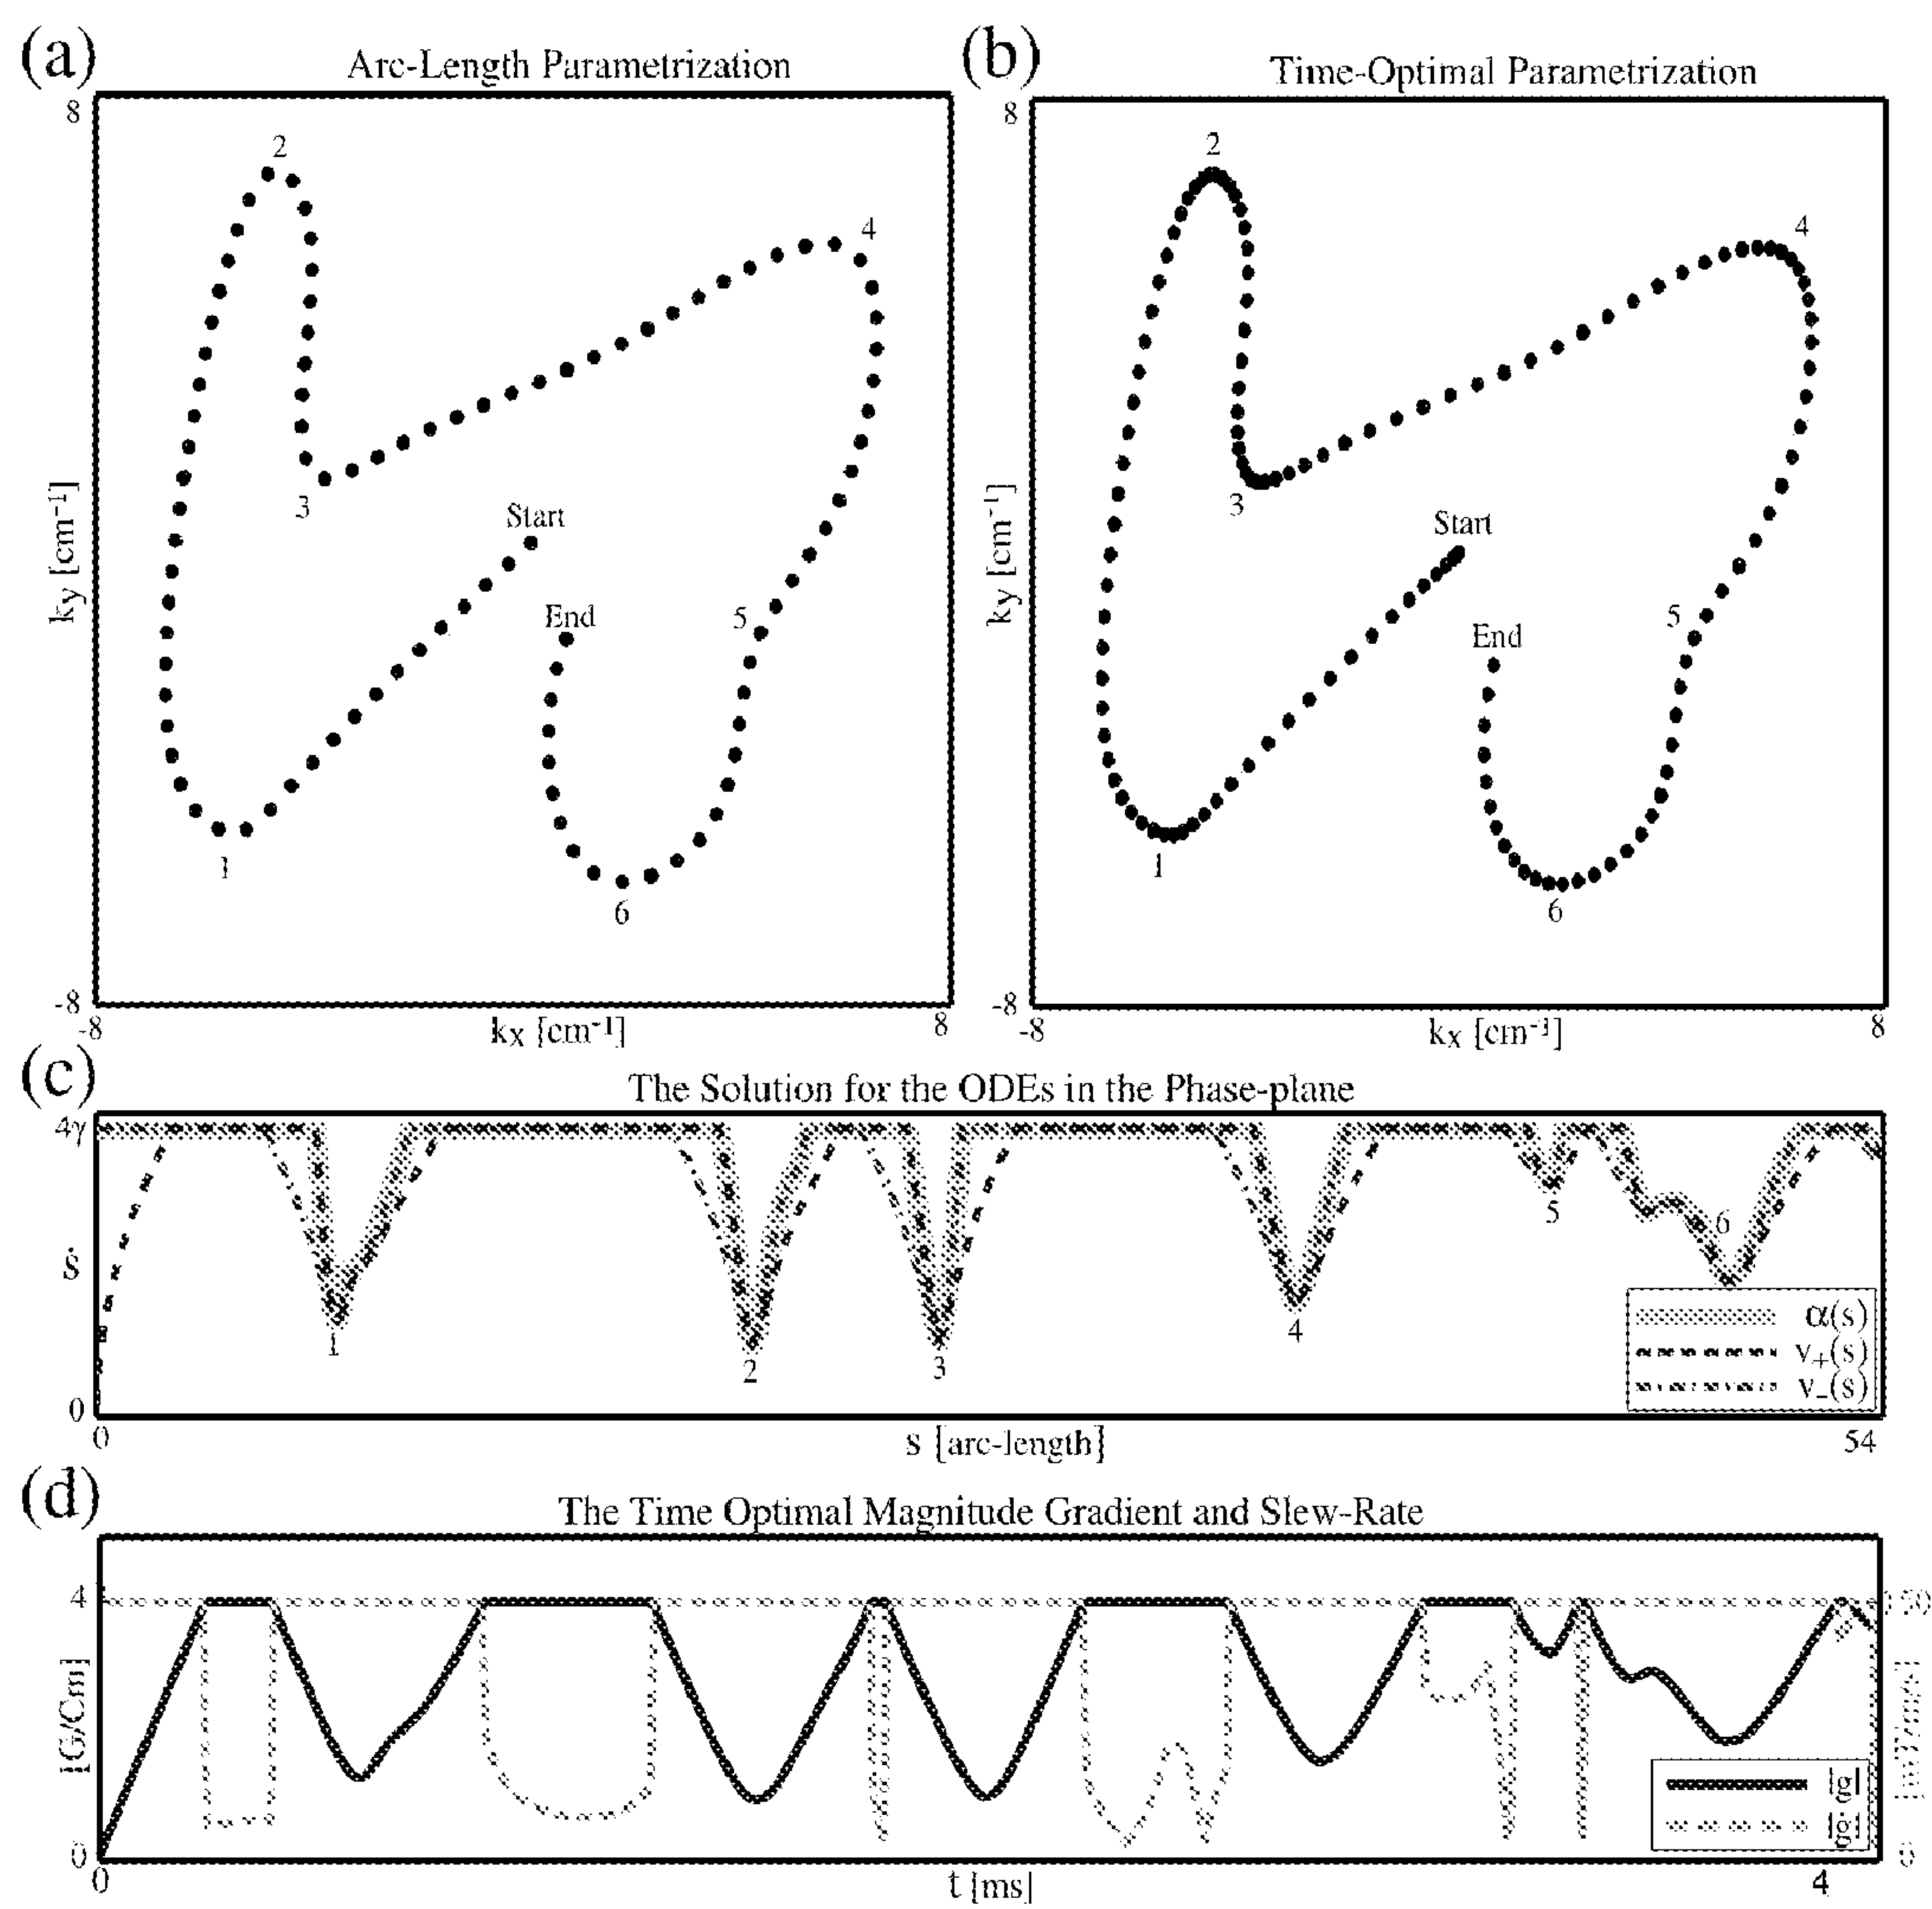 (a)
Arc-Length Parametrization
8
2
4
3
Start
End
5
1
6
ky [cm⁻¹]
-8
-8
kx [cm⁻¹]
8
(b)
Time-Optimal Parametrization
8
2
4
3
Start
5
End
1
6
ky [cm⁻¹]
-8
-8
kx [cm⁻¹]
8
(c)
The Solution for the ODEs in the Phase-plane
4γ
ṡ
0
1
2
3
4
5
6
α(s)
v₊(s)
v₋(s)
0
s [arc-length]
54
(d)
The Time Optimal Magnitude Gradient and Slew-Rate
4
[G/Cm]
0
|g|
|ġ|
0
0
t [ms]
4